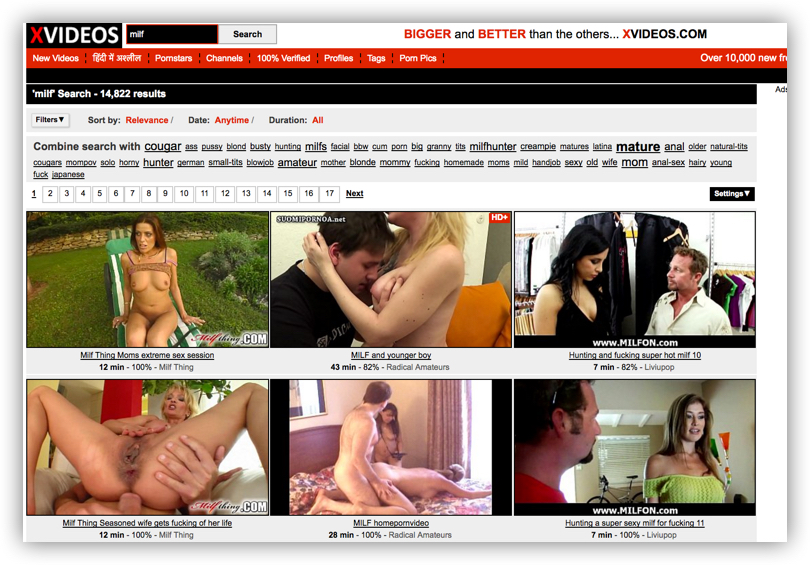 XVIDEOS
milf
Search
BIGGER and BETTER than the others... XVIDEOS.COM
New Videos हिंदी में अश्लील Pornstars Channels 100% Verified Profiles Tags Porn Pics Over 10,000 new fr
Ads
'milf' Search - 14,822 results
Filters▼ Sort by: Relevance / Date: Anytime / Duration: All
Combine search with cougar ass pussy blond busty hunting milfs facial bbw cum porn big granny tits milfhunter creampie matures latina mature anal older natural-tits
cougars mompov solo horny hunter german small-tits blowjob amateur mother blonde mommy fucking homemade moms mild handjob sexy old wife mom anal-sex hairy young
fuck japanese
1 2 3 4 5 6 7 8 9 10 11 12 13 14 15 16 17 Next
Settings▼
Milfthing.COM
SUOMIPORNOA.net
HD+
www.MILFON.com
Milf Thing Moms extreme sex session
12 min - 100% - Milf Thing
MILF and younger boy
43 min - 82% - Radical Amateurs
Hunting and fucking super hot milf 10
7 min - 82% - Liviupop
Milfthing.COM
www.MILFON.COM
Milf Thing Seasoned wife gets fucking of her life
12 min - 100% - Milf Thing
MILF homepornvideo
28 min - 100% - Radical Amateurs
Hunting a super sexy milf for fucking 11
7 min - 100% - Liviupop